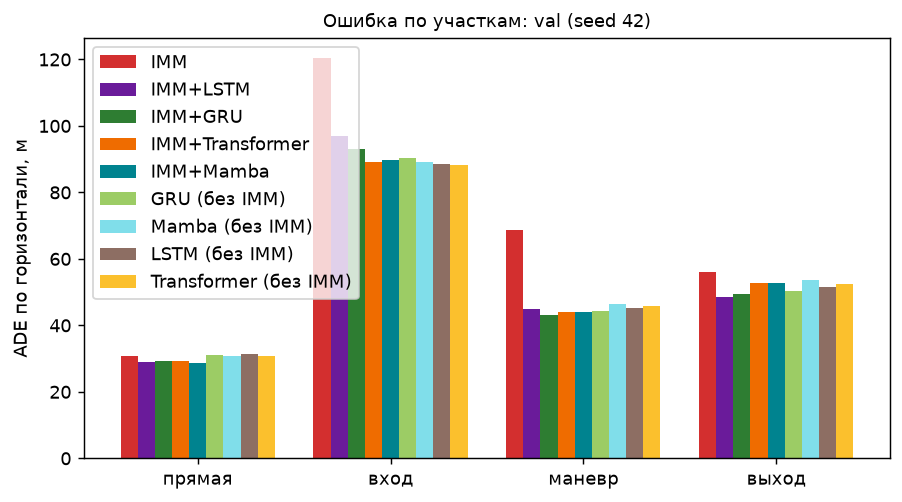 Ошибка по участкам: val (seed 42)
ADE по горизонтали, м
120
100
80
60
40
20
0
IMM
IMM+LSTM
IMM+GRU
IMM+Transformer
IMM+Mamba
GRU (без IMM)
Mamba (без IMM)
LSTM (без IMM)
Transformer (без IMM)
прямая вход маневр выход